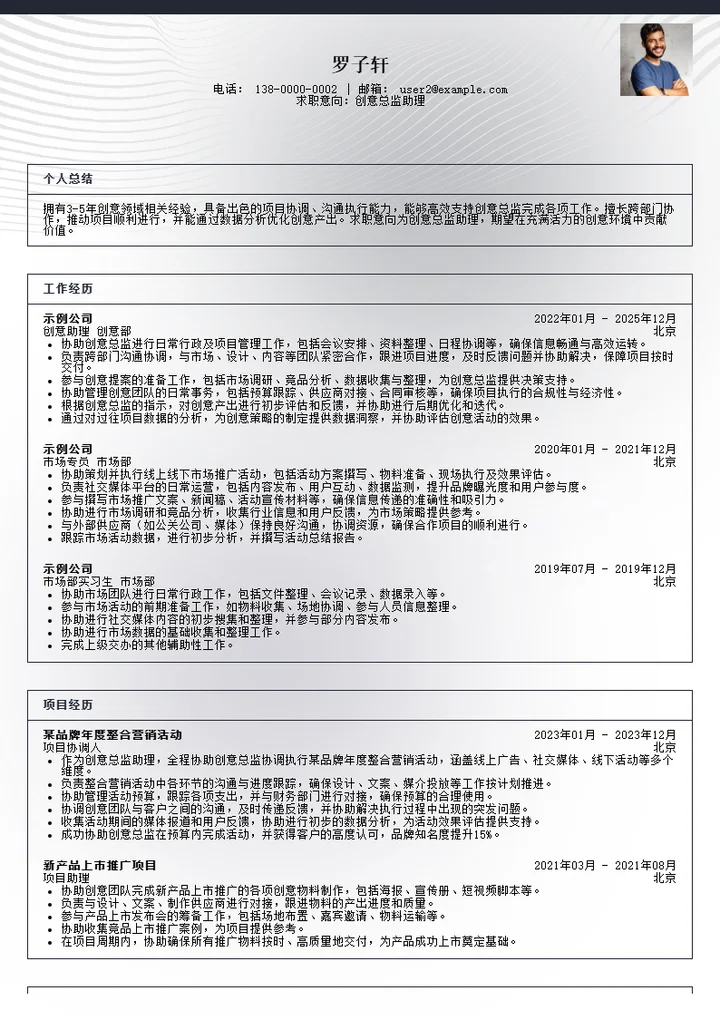 罗子轩
电话： 138-0000-0002 | 邮箱： user2@example.com
求职意向：创意总监助理
个人总结
拥有3-5年创意领域相关经验，具备出色的项目协调、沟通执行能力，能够高效支持创意总监完成各项工作。擅长跨部门协
作，推动项目顺利进行，并能通过数据分析优化创意产出。求职意向为创意总监助理，期望在充满活力的创意环境中贡献
价值。
工作经历
示例公司 2022年01月 - 2025年12月
创意助理 创意部 北京
• 协助创意总监进行日常行政及项目管理工作，包括会议安排、资料整理、日程协调等，确保信息畅通与高效运转。
• 负责跨部门沟通协调，与市场、设计、内容等团队紧密合作，跟进项目进度，及时反馈问题并协助解决，保障项目按时
交付。
• 参与创意提案的准备工作，包括市场调研、竞品分析、数据收集与整理，为创意总监提供决策支持。
• 协助管理创意团队的日常事务，包括预算跟踪、供应商对接、合同审核等，确保项目执行的合规性与经济性。
• 根据创意总监的指示，对创意产出进行初步评估和反馈，并协助进行后期优化和迭代。
• 通过对过往项目数据的分析，为创意策略的制定提供数据洞察，并协助评估创意活动的效果。
示例公司 2020年01月 - 2021年12月
市场专员 市场部 北京
• 协助策划并执行线上线下市场推广活动，包括活动方案撰写、物料准备、现场执行及效果评估。
• 负责社交媒体平台的日常运营，包括内容发布、用户互动、数据监测，提升品牌曝光度和用户参与度。
• 参与撰写市场推广文案、新闻稿、活动宣传材料等，确保信息传递的准确性和吸引力。
• 协助进行市场调研和竞品分析，收集行业信息和用户反馈，为市场策略提供参考。
• 与外部供应商（如公关公司、媒体）保持良好沟通，协调资源，确保合作项目的顺利进行。
• 跟踪市场活动数据，进行初步分析，并撰写活动总结报告。
示例公司 2019年07月 - 2019年12月
市场部实习生 市场部 北京
• 协助市场团队进行日常行政工作，包括文件整理、会议记录、数据录入等。
• 参与市场活动的前期准备工作，如物料收集、场地协调、参与人员信息整理。
• 协助进行社交媒体内容的初步搜集和整理，并参与部分内容发布。
• 协助进行市场数据的基础收集和整理工作。
• 完成上级交办的其他辅助性工作。
项目经历
某品牌年度整合营销活动 2023年01月 - 2023年12月
项目协调人 北京
• 作为创意总监助理，全程协助创意总监协调执行某品牌年度整合营销活动，涵盖线上广告、社交媒体、线下活动等多个
维度。
• 负责整合营销活动中各环节的沟通与进度跟踪，确保设计、文案、媒介投放等工作按计划推进。
• 协助管理活动预算，跟踪各项支出，并与财务部门进行对接，确保预算的合理使用。
• 协调创意团队与客户之间的沟通，及时传递反馈，并协助解决执行过程中出现的突发问题。
• 收集活动期间的媒体报道和用户反馈，协助进行初步的数据分析，为活动效果评估提供支持。
• 成功协助创意总监在预算内完成活动，并获得客户的高度认可，品牌知名度提升15%。
新产品上市推广项目 2021年03月 - 2021年08月
项目助理 北京
• 协助创意团队完成新产品上市推广的各项创意物料制作，包括海报、宣传册、短视频脚本等。
• 负责与设计、文案、制作供应商进行对接，跟进物料的产出进度和质量。
• 参与产品上市发布会的筹备工作，包括场地布置、嘉宾邀请、物料运输等。
• 协助收集竞品上市推广案例，为项目提供参考。
• 在项目周期内，协助确保所有推广物料按时、高质量地交付，为产品成功上市奠定基础。